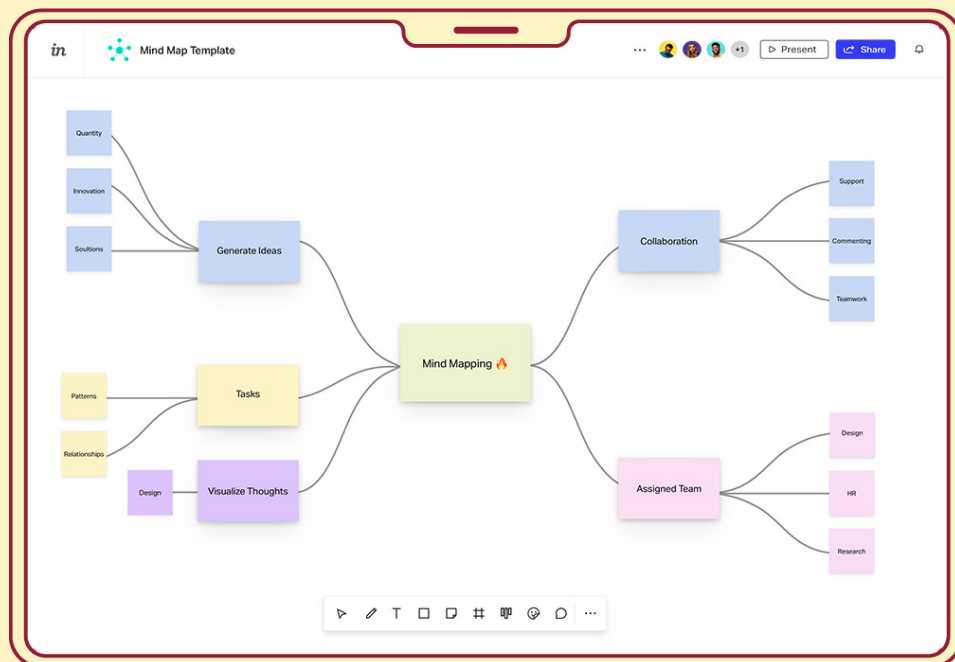 in
Mind Map Template
+1
Present
Share
Quantity
Innovation
Soultions
Generate Ideas
Patterns
Relationships
Tasks
Design
Visualize Thoughts
Mind Mapping 🔥
Collaboration
Support
Commenting
Teamwork
Assigned Team
Design
HR
Research
T